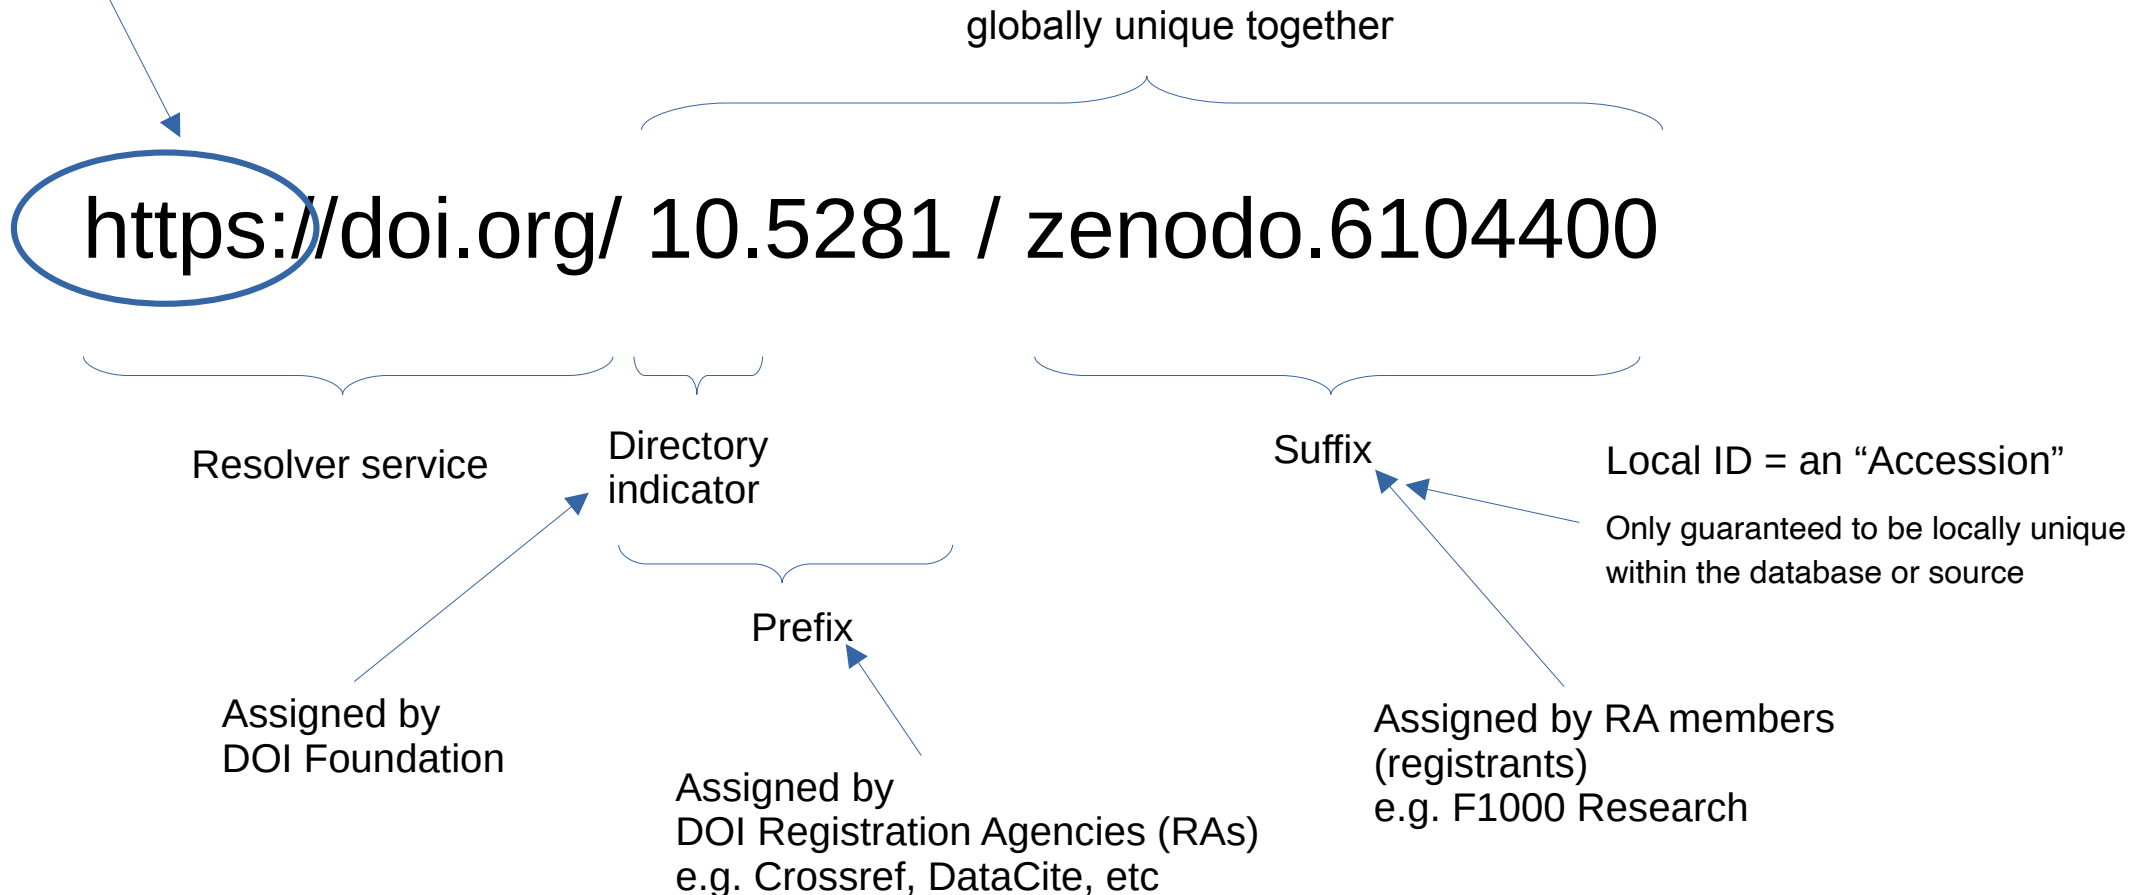 globally unique together
https://doi.org/ 10.5281 / zenodo.6104400
Resolver service
Directory
indicator
Suffix
Local ID = an “Accession”
Only guaranteed to be locally unique
within the database or source
Prefix
Assigned by
DOI Foundation
Assigned by
DOI Registration Agencies (RAs)
e.g. Crossref, DataCite, etc
Assigned by RA members
(registrants)
e.g. F1000 Research